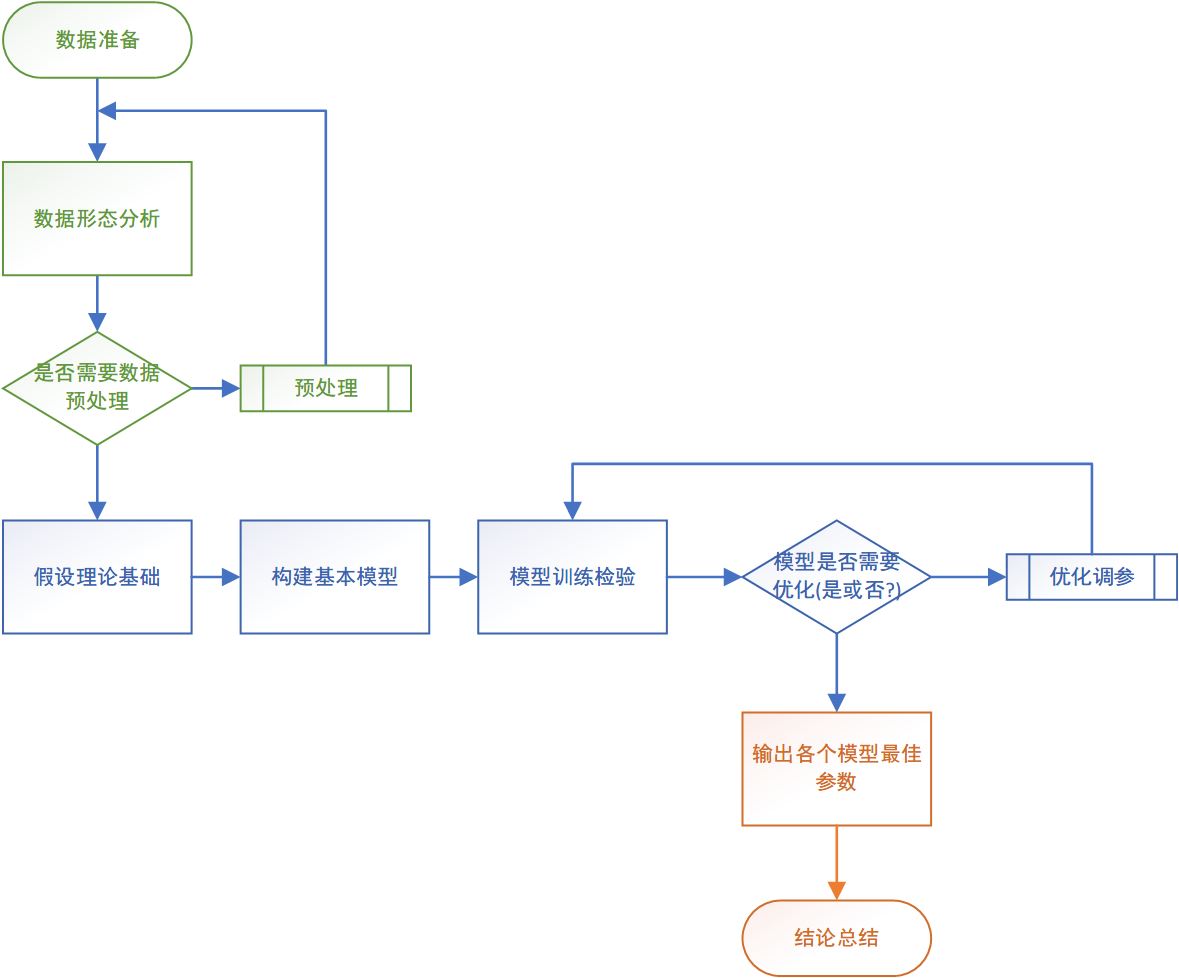 数据准备
数据形态分析
是否需要数据
预处理
预处理
假设理论基础
构建基本模型
模型训练检验
模型是否需要
优化(是或否?)
优化调参
输出各个模型最佳
参数
结论总结